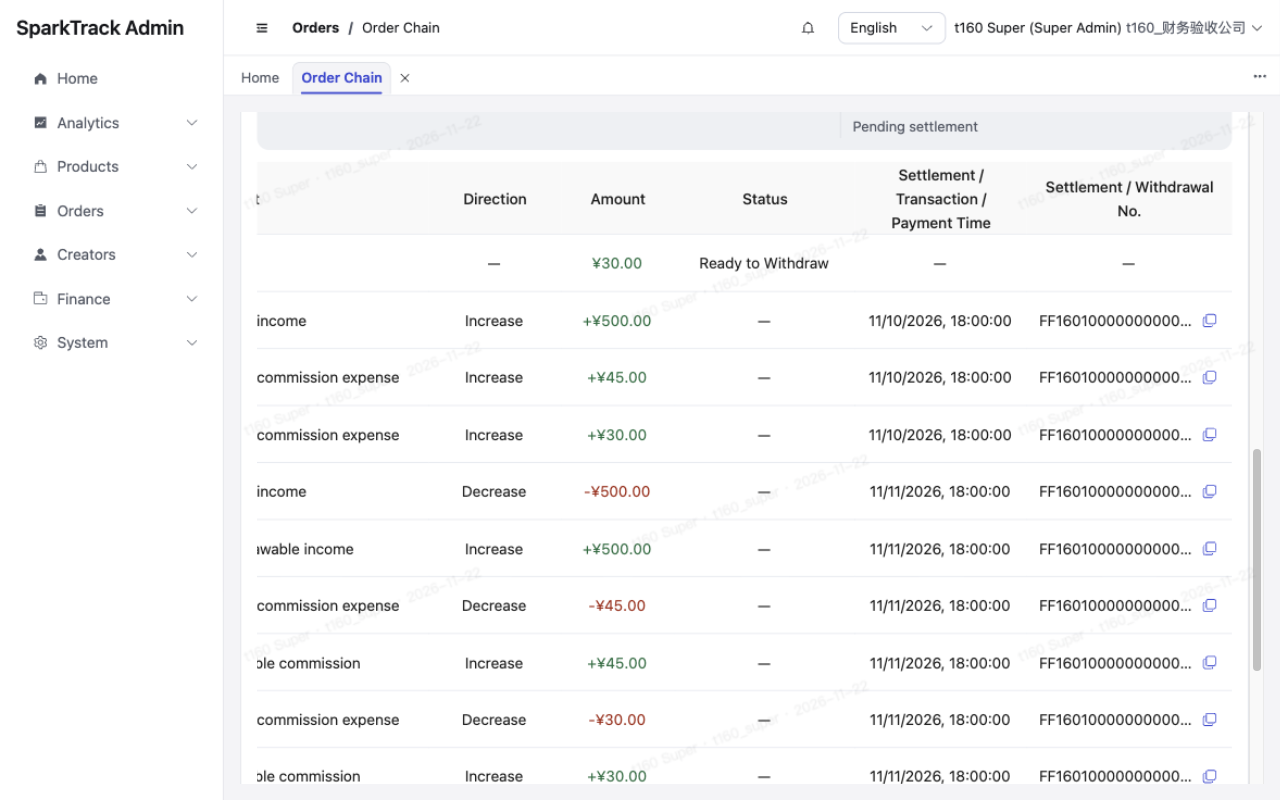 SparkTrack Admin
Orders / Order Chain
English
t160 Super (Super Admin) t160_财务验收公司
Home
Analytics
Products
Orders
Creators
Finance
System
Home
Order Chain
Pending settlement
t Direction Amount Status Settlement / Transaction / Payment Time Settlement / Withdrawal No.
— ¥30.00 Ready to Withdraw — —
income Increase +¥500.00 — 11/10/2026, 18:00:00 FF16010000000000...
commission expense Increase +¥45.00 — 11/10/2026, 18:00:00 FF16010000000000...
commission expense Increase +¥30.00 — 11/10/2026, 18:00:00 FF16010000000000...
income Decrease -¥500.00 — 11/11/2026, 18:00:00 FF16010000000000...
awable income Increase +¥500.00 — 11/11/2026, 18:00:00 FF16010000000000...
commission expense Decrease -¥45.00 — 11/11/2026, 18:00:00 FF16010000000000...
ble commission Increase +¥45.00 — 11/11/2026, 18:00:00 FF16010000000000...
commission expense Decrease -¥30.00 — 11/11/2026, 18:00:00 FF16010000000000...
ble commission Increase +¥30.00 — 11/11/2026, 18:00:00 FF16010000000000...
t160 Super · t160_super · 2026-11-22